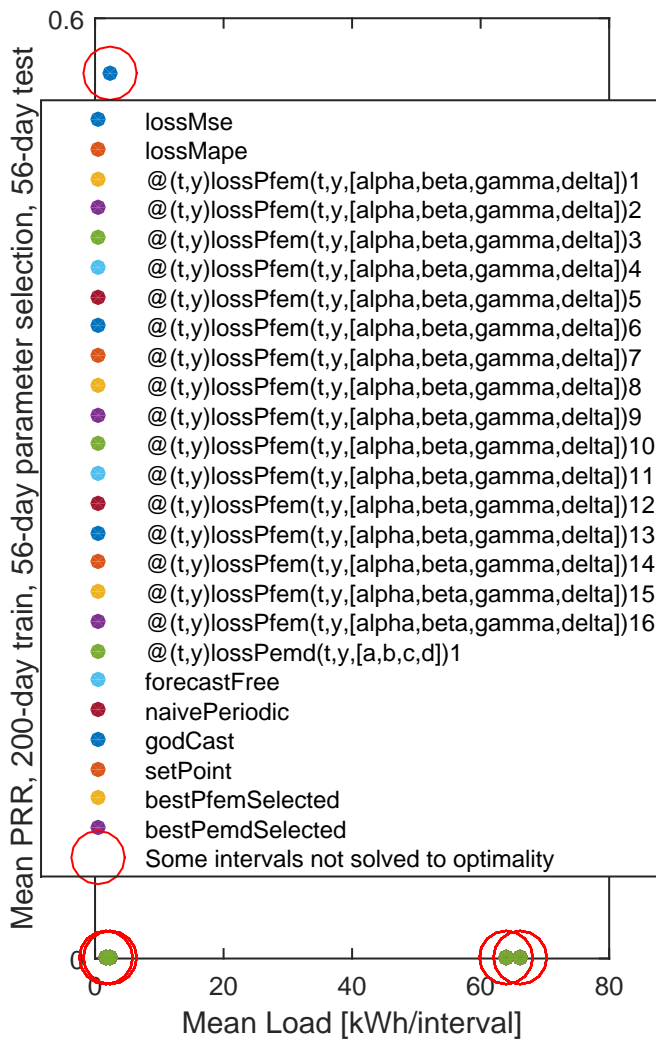 0.6
Mean PRR, 200-day train, 56-day parameter selection, 56-day test
lossMse
lossMape
@(t,y)lossPfem(t,y,[alpha,beta,gamma,delta])1
@(t,y)lossPfem(t,y,[alpha,beta,gamma,delta])2
@(t,y)lossPfem(t,y,[alpha,beta,gamma,delta])3
@(t,y)lossPfem(t,y,[alpha,beta,gamma,delta])4
@(t,y)lossPfem(t,y,[alpha,beta,gamma,delta])5
@(t,y)lossPfem(t,y,[alpha,beta,gamma,delta])6
@(t,y)lossPfem(t,y,[alpha,beta,gamma,delta])7
@(t,y)lossPfem(t,y,[alpha,beta,gamma,delta])8
@(t,y)lossPfem(t,y,[alpha,beta,gamma,delta])9
@(t,y)lossPfem(t,y,[alpha,beta,gamma,delta])10
@(t,y)lossPfem(t,y,[alpha,beta,gamma,delta])11
@(t,y)lossPfem(t,y,[alpha,beta,gamma,delta])12
@(t,y)lossPfem(t,y,[alpha,beta,gamma,delta])13
@(t,y)lossPfem(t,y,[alpha,beta,gamma,delta])14
@(t,y)lossPfem(t,y,[alpha,beta,gamma,delta])15
@(t,y)lossPfem(t,y,[alpha,beta,gamma,delta])16
@(t,y)lossPemd(t,y,[a,b,c,d])1
forecastFree
naivePeriodic
godCast
setPoint
bestPfemSelected
bestPemdSelected
Some intervals not solved to optimality
0
0 20 40 60 80
Mean Load [kWh/interval]